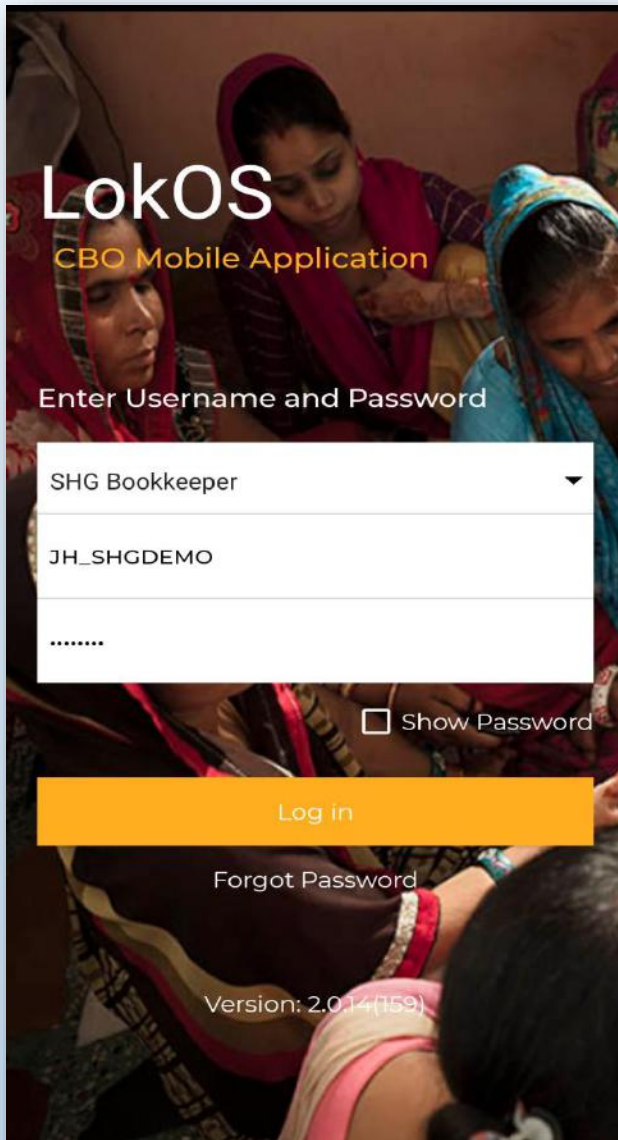 LokOS
CBO Mobile Application
Enter Username and Password
SHG Bookkeeper
JH_SHGDEMO
........
Show Password
Log in
Forgot Password
Version: 2.0.14(159)